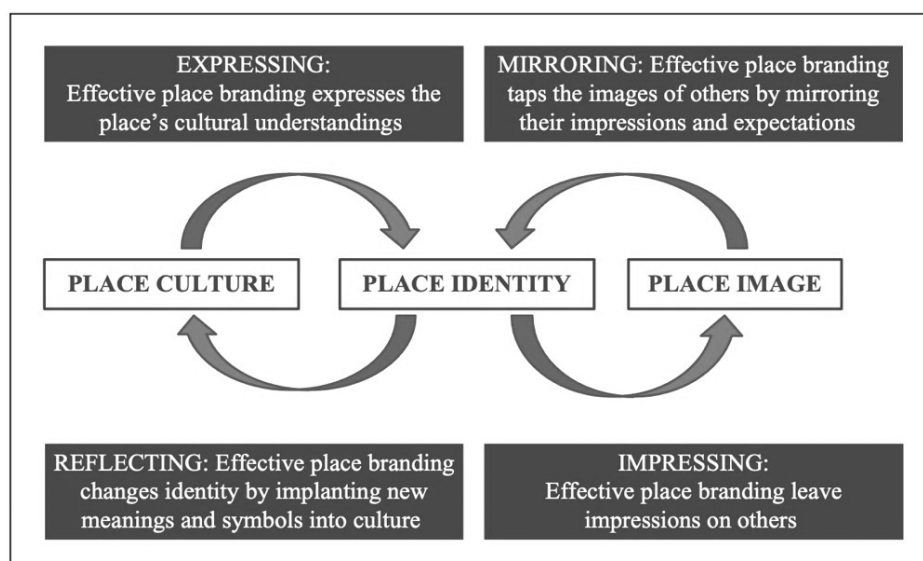 EXPRESSING:
Effective place branding expresses the
place's cultural understandings
MIRRORING: Effective place branding
taps the images of others by mirroring
their impressions and expectations
PLACE CULTURE
PLACE IDENTITY
PLACE IMAGE
REFLECTING: Effective place branding
changes identity by implanting new
meanings and symbols into culture
IMPRESSING:
Effective place branding leave
impressions on others